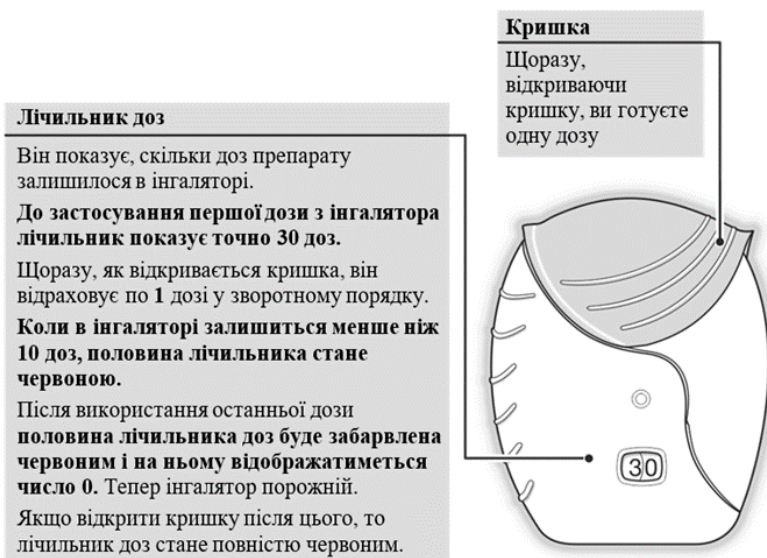 Кришка
Щоразу,
відкриваючи
кришку, ви готуєте
одну дозу
Лічильник доз
Він показує, скільки доз препарату
залишилося в інгаляторі.
До застосування першої дози з інгалятора
лічильник показує точно 30 доз.
Щоразу, як відкривається кришка, він
відраховує по 1 дозі у зворотному порядку.
Коли в інгаляторі залишиться менше ніж
10 доз, половина лічильника стане
червоною.
Після використання останньої дози
половина лічильника доз буде забарвлена
червоним і на ньому відображатиметься
число 0. Тепер інгалятор порожній.
Якщо відкрити кришку після цього, то
лічильник доз стане повністю червоним.
30